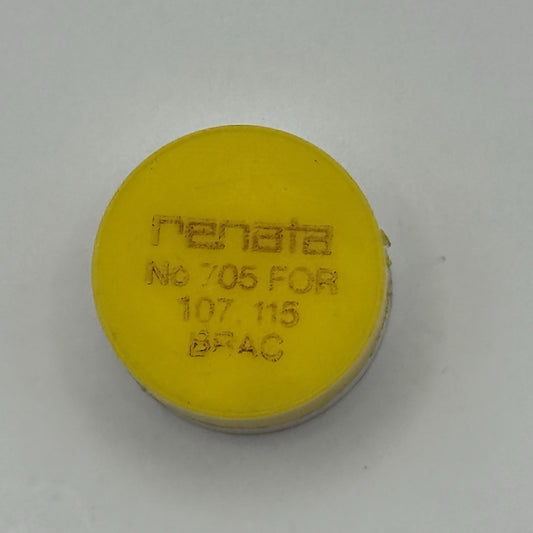 renata
No 705 FOR
107. 115
BRAC